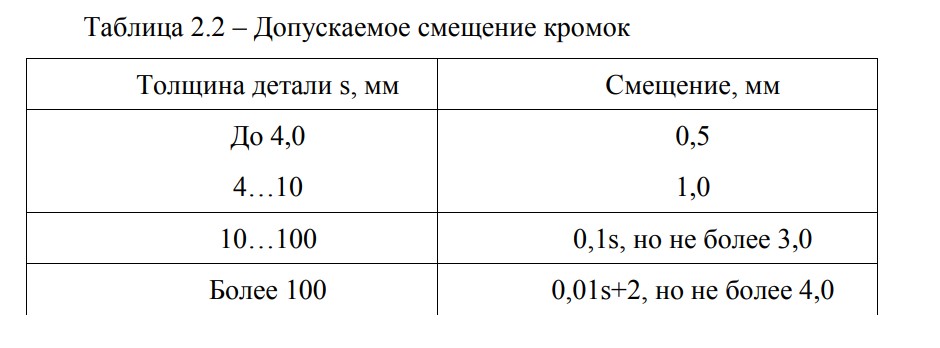 Таблица 2.2 – Допускаемое смещение кромок
Толщина детали s, мм Смещение, мм
До 4,0 0,5
4…10 1,0
10…100 0,1s, но не более 3,0
Более 100 0,01s+2, но не более 4,0